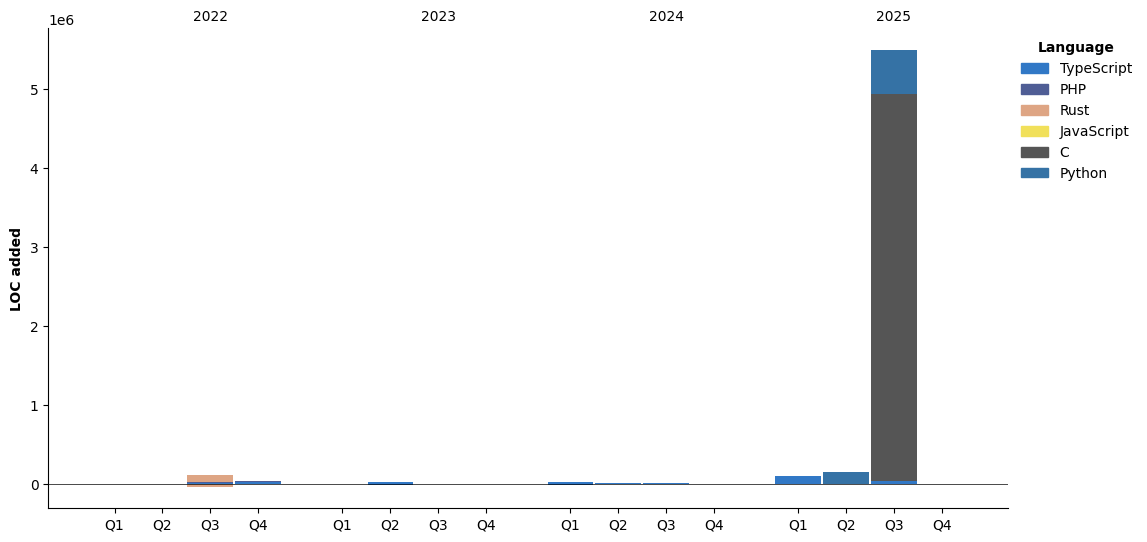 1e6
2022 2023 2024 2025
Language
TypeScript
PHP
Rust
JavaScript
C
Python
LOC added
5
4
3
2
1
0
Q1 Q2 Q3 Q4 Q1 Q2 Q3 Q4 Q1 Q2 Q3 Q4 Q1 Q2 Q3 Q4